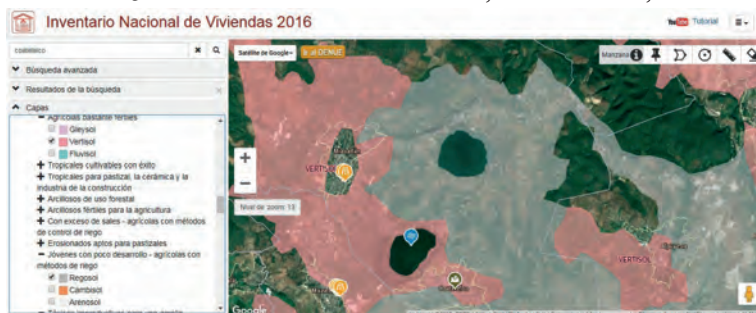 Inventario Nacional de Viviendas 2016
YouTube Tutorial
Búsqueda avanzada
Resultados de la búsqueda
Capas
Agrícolas bastante fértiles
Gleysol
Vertisol
Fluvisol
Tropicales cultivables con éxito
Tropicales para pastizal, la cerámica y la
industria de la construcción
Arcillosos de uso forestal
Arcillosos fértiles para la agricultura
Con exceso de sales - agrícolas con métodos
de control de riego
Erosionados aptos para pastizales
Jóvenes con poco desarrollo - agrícolas con
métodos de riego
Regosol
Cambisol
Arenosol
Satélite de Google
Ir al DENUE
Manzana
VERTISOL
Nivel de zoom: 13
VERTISOL
Google